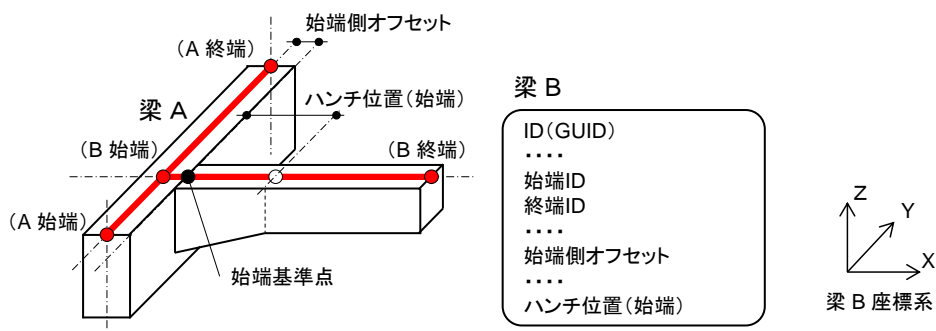 始端側オフセット
(A 終端)
ハンチ位置(始端)
梁 A
(B 始端)
(B 終端)
(A 始端)
始端基準点
梁 B
ID(GUID)
・・・・
始端ID
終端ID
・・・・
始端側オフセット
・・・・
ハンチ位置(始端)
Z
Y
X
梁 B 座標系